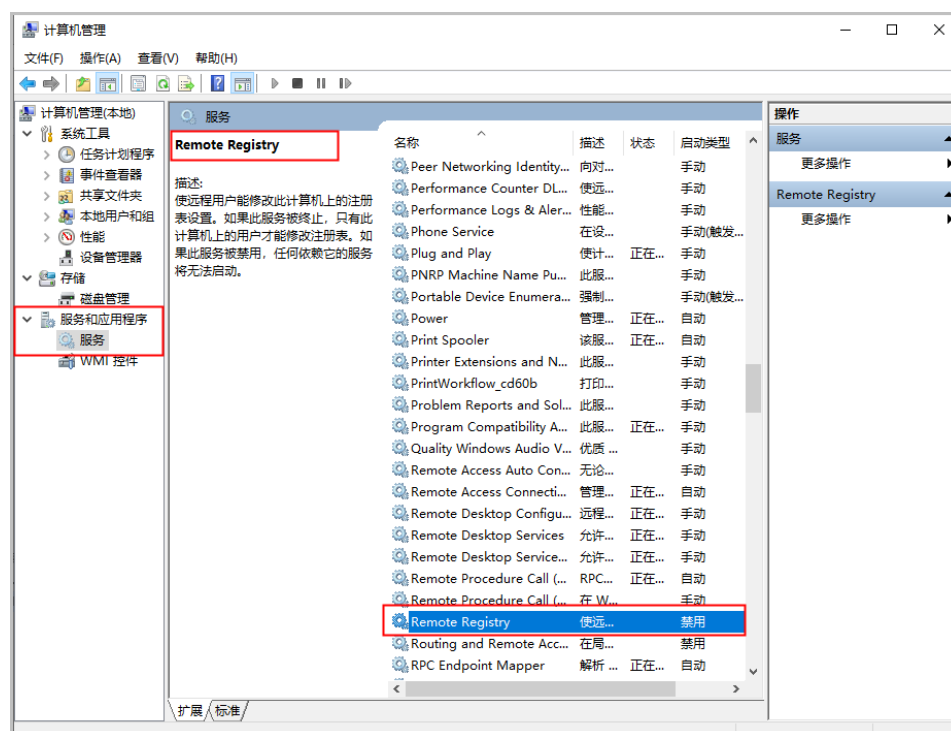 计算机管理
文件(F) 操作(A) 查看(V) 帮助(H)
计算机管理(本地)
系统工具
任务计划程序
事件查看器
共享文件夹
本地用户和组
性能
设备管理器
存储
磁盘管理
服务和应用程序
服务
WMI 控件
服务
Remote Registry
描述:
使远程用户能修改此计算机上的注册
表设置。如果此服务被终止，只有此
计算机上的用户才能修改注册表。如
果此服务被禁用，任何依赖它的服务
将无法启动。
名称 描述 状态 启动类型
Peer Networking Identity... 向对... 手动
Performance Counter DL... 使远... 手动
Performance Logs & Aler... 性能... 手动
Phone Service 在设... 手动(触发...
Plug and Play 使计... 正在... 手动
PNRP Machine Name Pu... 此服... 手动
Portable Device Enumera... 强制... 手动(触发...
Power 管理... 正在... 自动
Print Spooler 该服... 正在... 自动
Printer Extensions and N... 此服... 手动
PrintWorkflow_cd60b 打印... 手动
Problem Reports and Sol... 此服... 手动
Program Compatibility A... 此服... 正在... 手动
Quality Windows Audio V... 优质 ... 手动
Remote Access Auto Con... 无论... 手动
Remote Access Connecti... 管理... 正在... 自动
Remote Desktop Configu... 远程... 正在... 手动
Remote Desktop Services 允许... 正在... 手动
Remote Desktop Service... 允许... 正在... 手动
Remote Procedure Call (... RPC... 正在... 自动
Remote Procedure Call (... 在 W... 手动
Remote Registry 使远... 禁用
Routing and Remote Acc... 在局... 禁用
RPC Endpoint Mapper 解析 ... 正在... 自动
扩展 标准
操作
服务
更多操作
Remote Registry
更多操作